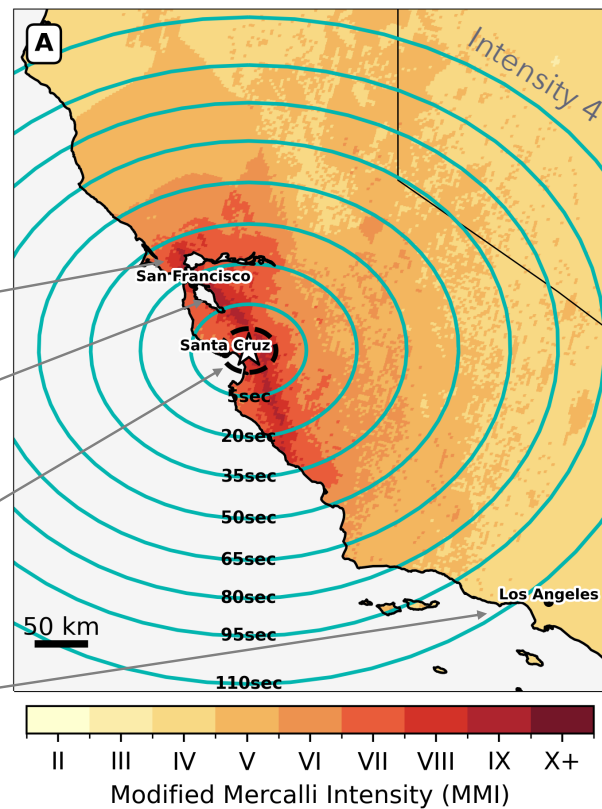 A
Intensity 4
San Francisco
Santa Cruz
5sec
20sec
35sec
50sec
65sec
80sec
95sec
110sec
Los Angeles
50 km
II III IV V VI VII VIII IX X+
Modified Mercalli Intensity (MMI)